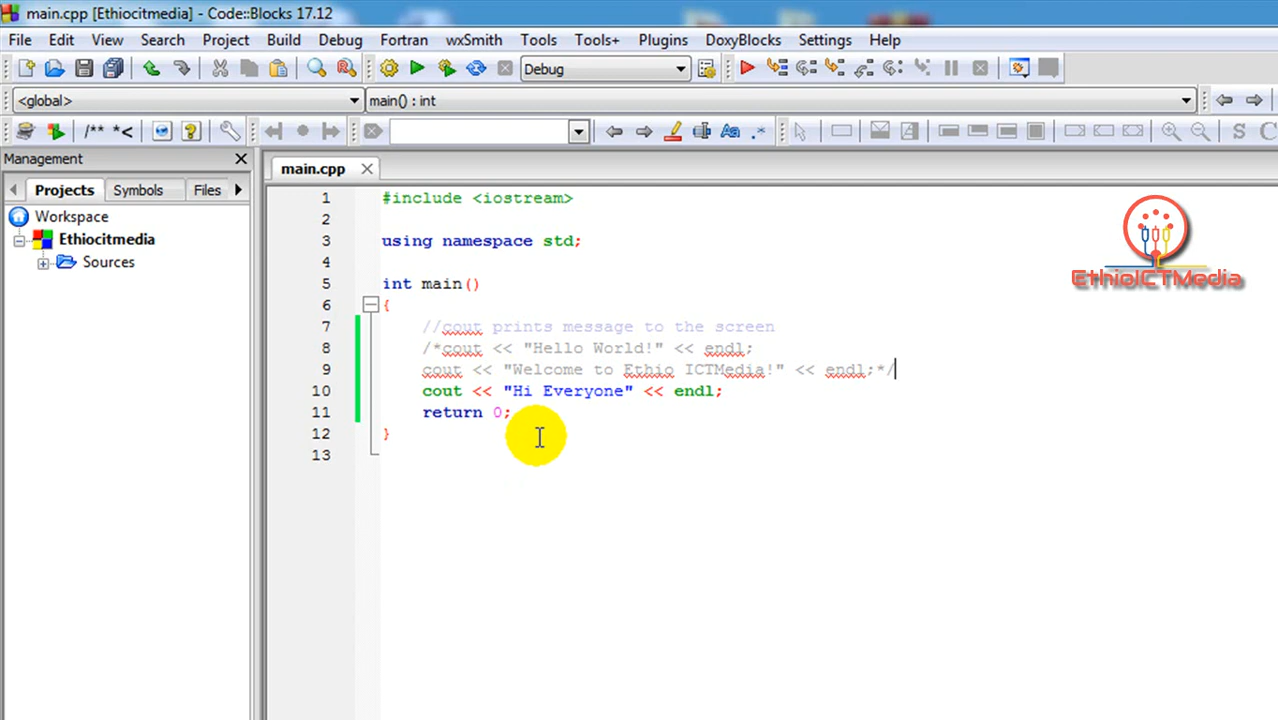 main.cpp [Ethiocitmedia] - Code::Blocks 17.12
File Edit View Search Project Build Debug Fortran wxSmith Tools Tools+ Plugins DoxyBlocks Settings Help
Debug
<global> main() : int
/** *<
S C
Management
main.cpp
Projects Symbols Files
Workspace
Ethiocitmedia
Sources
1 #include <iostream>
2
3 using namespace std;
4
5 int main()
6 {
7 //cout prints message to the screen
8 /*cout << "Hello World!" << endl;
9 cout << "Welcome to Ethio ICTMedia!" << endl;*/
10 cout << "Hi Everyone" << endl;
11 return 0;
12 }
13
EthioICTMedia